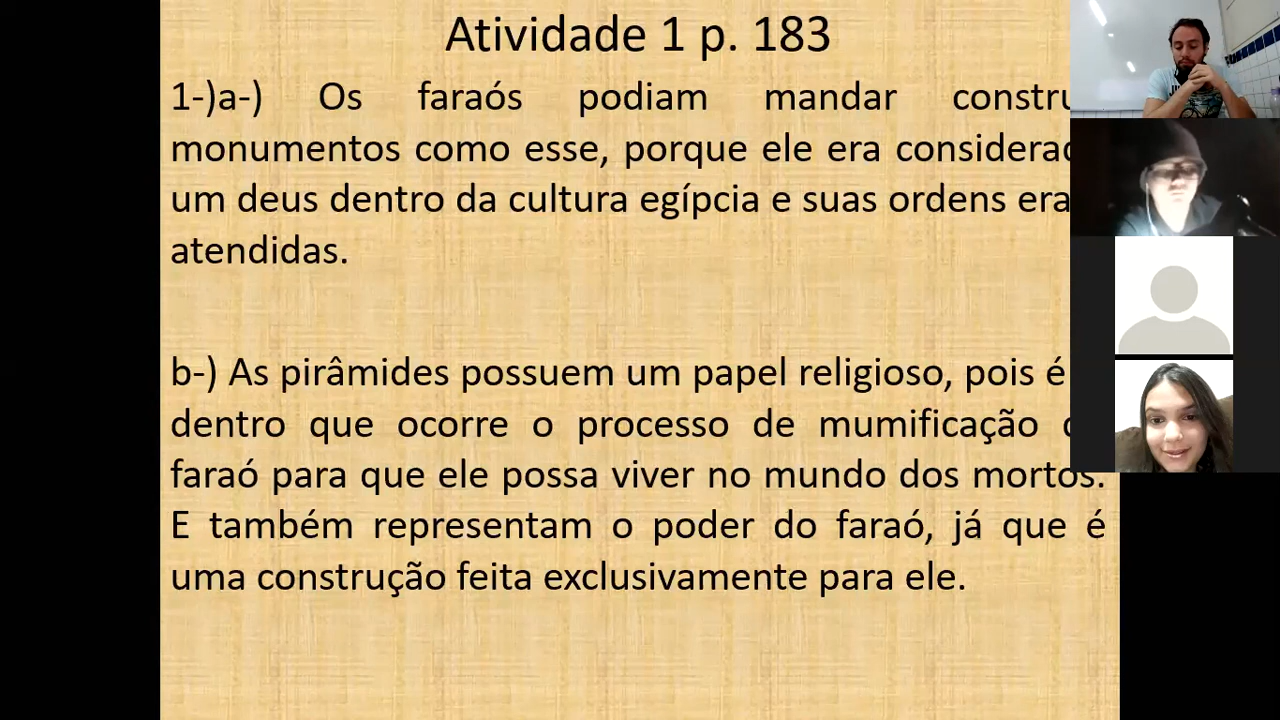 Atividade 1 p. 183
1-)a-) Os faraós podiam mandar
monumentos como esse, porque ele era
um deus dentro da cultura egípcia e suas ordens
atendidas.
b-) As pirâmides possuem um papel religioso, pois é
dentro que ocorre o processo de mumificação
faraó para que ele possa viver no mundo dos mortos.
E também representam o poder do faraó, já que é
uma construção feita exclusivamente para ele.